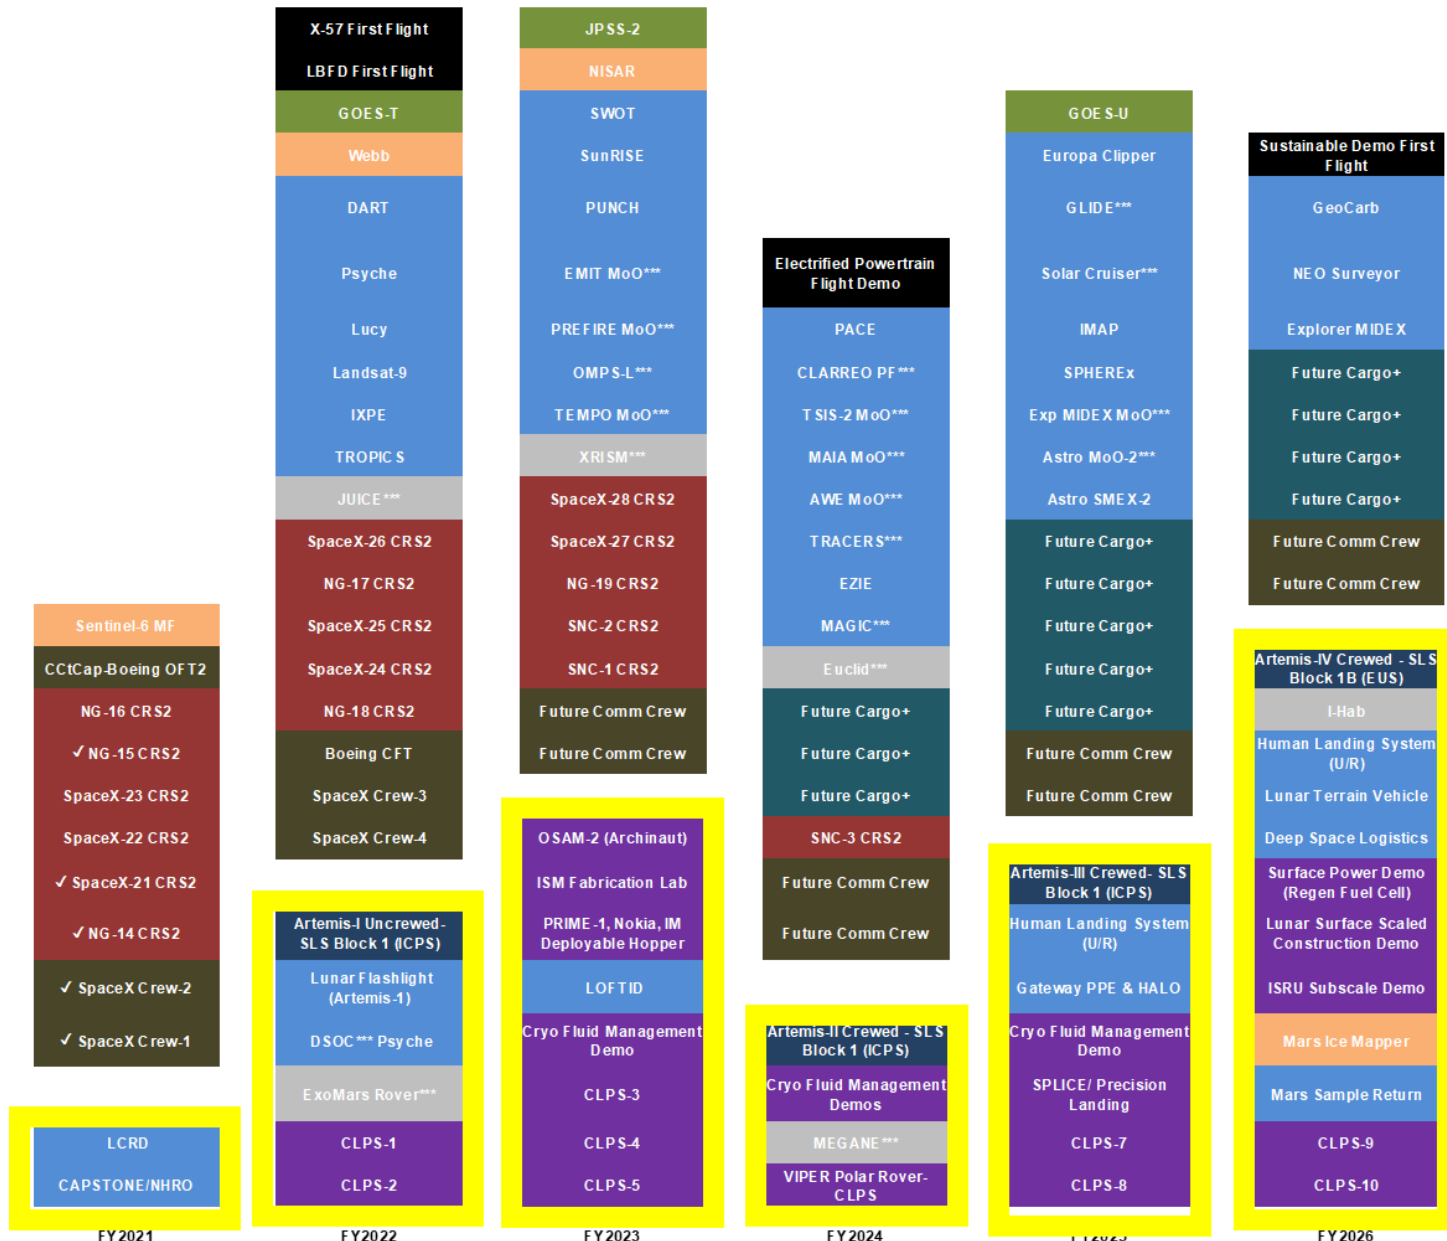 X-57 First Flight
LBFD First Flight
GOES-T
Webb
DART
Psyche
Lucy
Landsat-9
IXPE
TROPICS
JUICE***
SpaceX-26 CRS2
NG-17 CRS2
SpaceX-25 CRS2
SpaceX-24 CRS2
NG-18 CRS2
Boeing CFT
SpaceX Crew-3
SpaceX Crew-4
JPSS-2
NISAR
SWOT
SunRISE
PUNCH
EMIT MoO***
PREFIRE MoO***
OMPS-L***
TEMPO MoO***
XRISM***
SpaceX-28 CRS2
SpaceX-27 CRS2
NG-19 CRS2
SNC-2 CRS2
SNC-1 CRS2
Future Comm Crew
Future Comm Crew
Electrified Powertrain
Flight Demo
PACE
CLARREO PF***
TSIS-2 MoO***
MAIA MoO***
AWE MoO***
TRACERS***
EZIE
MAGIC***
Euclid***
Future Cargo+
Future Cargo+
Future Cargo+
SNC-3 CRS2
Future Comm Crew
Future Comm Crew
GOES-U
Europa Clipper
GLIDE***
Solar Cruiser***
IMAP
SPHEREx
Exp MIDEX MoO***
Astro MoO-2***
Astro SMEX-2
Future Cargo+
Future Cargo+
Future Cargo+
Future Cargo+
Future Cargo+
Future Comm Crew
Future Comm Crew
Sustainable Demo First
Flight
GeoCarb
NEO Surveyor
Explorer MIDEX
Future Cargo+
Future Cargo+
Future Cargo+
Future Cargo+
Future Comm Crew
Future Comm Crew
Sentinel-6 MF
CCtCap-Boeing OFT2
NG-16 CRS2
✓ NG-15 CRS2
SpaceX-23 CRS2
SpaceX-22 CRS2
✓ SpaceX-21 CRS2
✓ NG-14 CRS2
✓ SpaceX Crew-2
✓ SpaceX Crew-1
LCRD
CAPSTONE/NHRO
FY2021
Artemis-I Uncrewed-
SLS Block 1 (ICPS)
Lunar Flashlight
(Artemis-1)
DSOC*** Psyche
ExoMars Rover***
CLPS-1
CLPS-2
FY2022
OSAM-2 (Archinaut)
ISM Fabrication Lab
PRIME-1, Nokia, IM
Deployable Hopper
LOFTID
Cryo Fluid Management
Demo
CLPS-3
CLPS-4
CLPS-5
FY2023
Artemis-II Crewed - SLS
Block 1 (ICPS)
Cryo Fluid Management
Demos
MEGANE***
VIPER Polar Rover-
CLPS
FY2024
Artemis-III Crewed- SLS
Block 1 (ICPS)
Human Landing System
(U/R)
Gateway PPE & HALO
Cryo Fluid Management
Demo
SPLICE/ Precision
Landing
CLPS-7
CLPS-8
FY2025
Artemis-IV Crewed - SLS
Block 1B (EUS)
I-Hab
Human Landing System
(U/R)
Lunar Terrain Vehicle
Deep Space Logistics
Surface Power Demo
(Regen Fuel Cell)
Lunar Surface Scaled
Construction Demo
ISRU Subscale Demo
Mars Ice Mapper
Mars Sample Return
CLPS-9
CLPS-10
FY2026